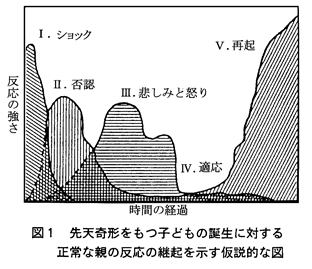 Ⅰ. ショック
Ⅱ. 否認
Ⅲ. 悲しみと怒り
Ⅳ. 適応
Ⅴ. 再起
反応の強さ
時間の経過
図1 先天奇形をもつ子どもの誕生に対する
正常な親の反応の継起を示す仮説的な図